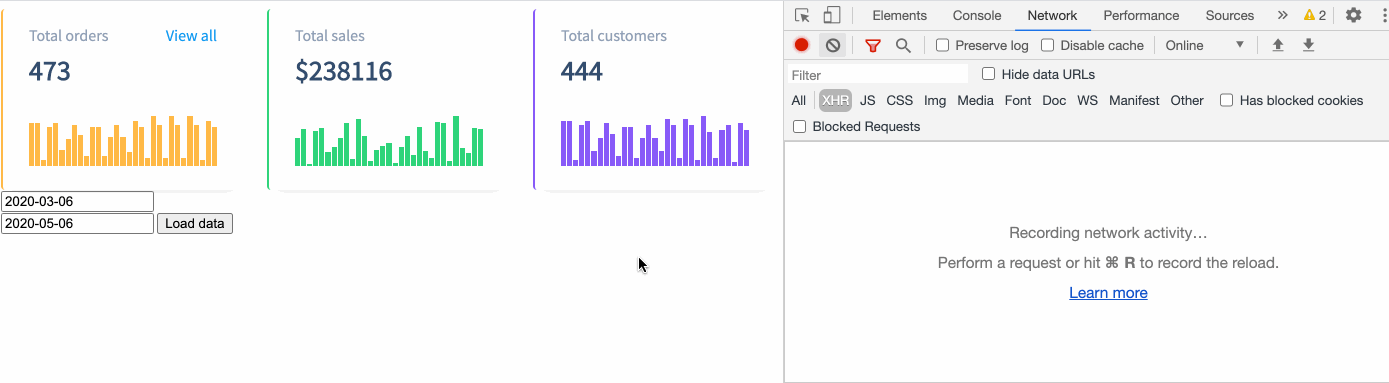 Total orders View all
473
Total sales
$238116
Total customers
444
2020-03-06
2020-05-06 Load data
Elements Console Network Performance Sources » 2
Preserve log Disable cache Online
Filter Hide data URLs
All XHR JS CSS Img Media Font Doc WS Manifest Other Has blocked cookies
Blocked Requests
Recording network activity…
Perform a request or hit ⌘ R to record the reload.
Learn more